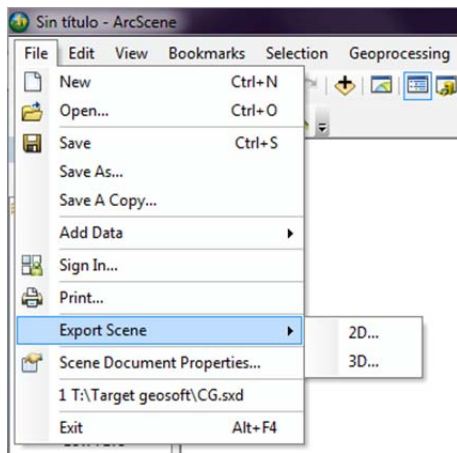 Sin título - ArcScene
File Edit View Bookmarks Selection Geoprocessing
New Ctrl+N
Open... Ctrl+O
Save Ctrl+S
Save As...
Save A Copy...
Add Data
Sign In...
Print...
Export Scene
2D...
3D...
Scene Document Properties...
1 T:\Target geosoft\CG.sxd
Exit Alt+F4